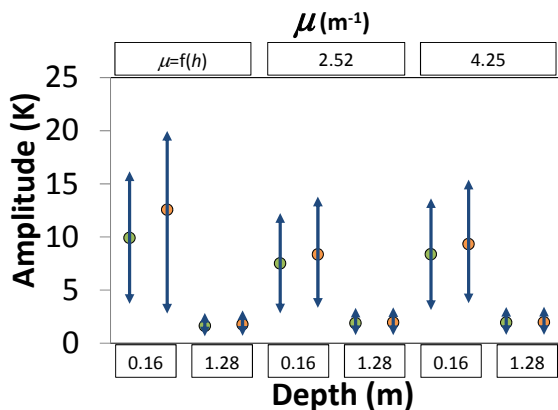 μ (m-1)
μ=f(h) 2.52 4.25
Amplitude (K)
25
20
15
10
5
0
0.16 1.28 0.16 1.28 0.16 1.28
Depth (m)